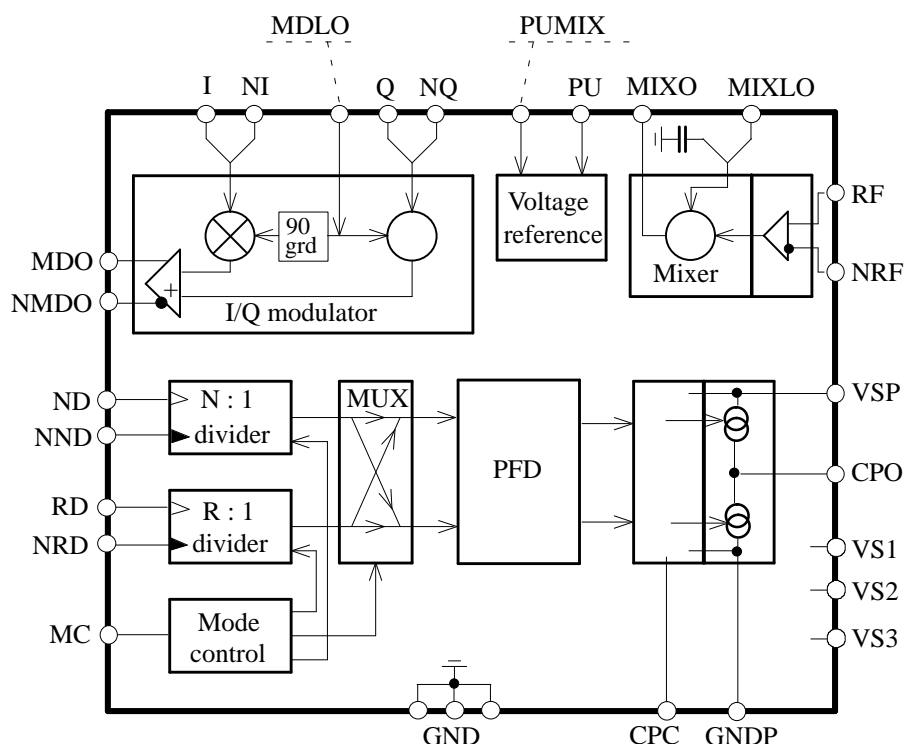 MDLO PUMIX
I NI Q NQ PU MIXO MIXLO
90
grd
Voltage
reference
RF
MDO
Mixer
NRF
NMDO
+
I/Q modulator
ND
N : 1
MUX
VSP
NND
divider
PFD
CPO
RD
R : 1
NRD
divider
VS1
VS2
MC
Mode
control
VS3
GND CPC GNDP